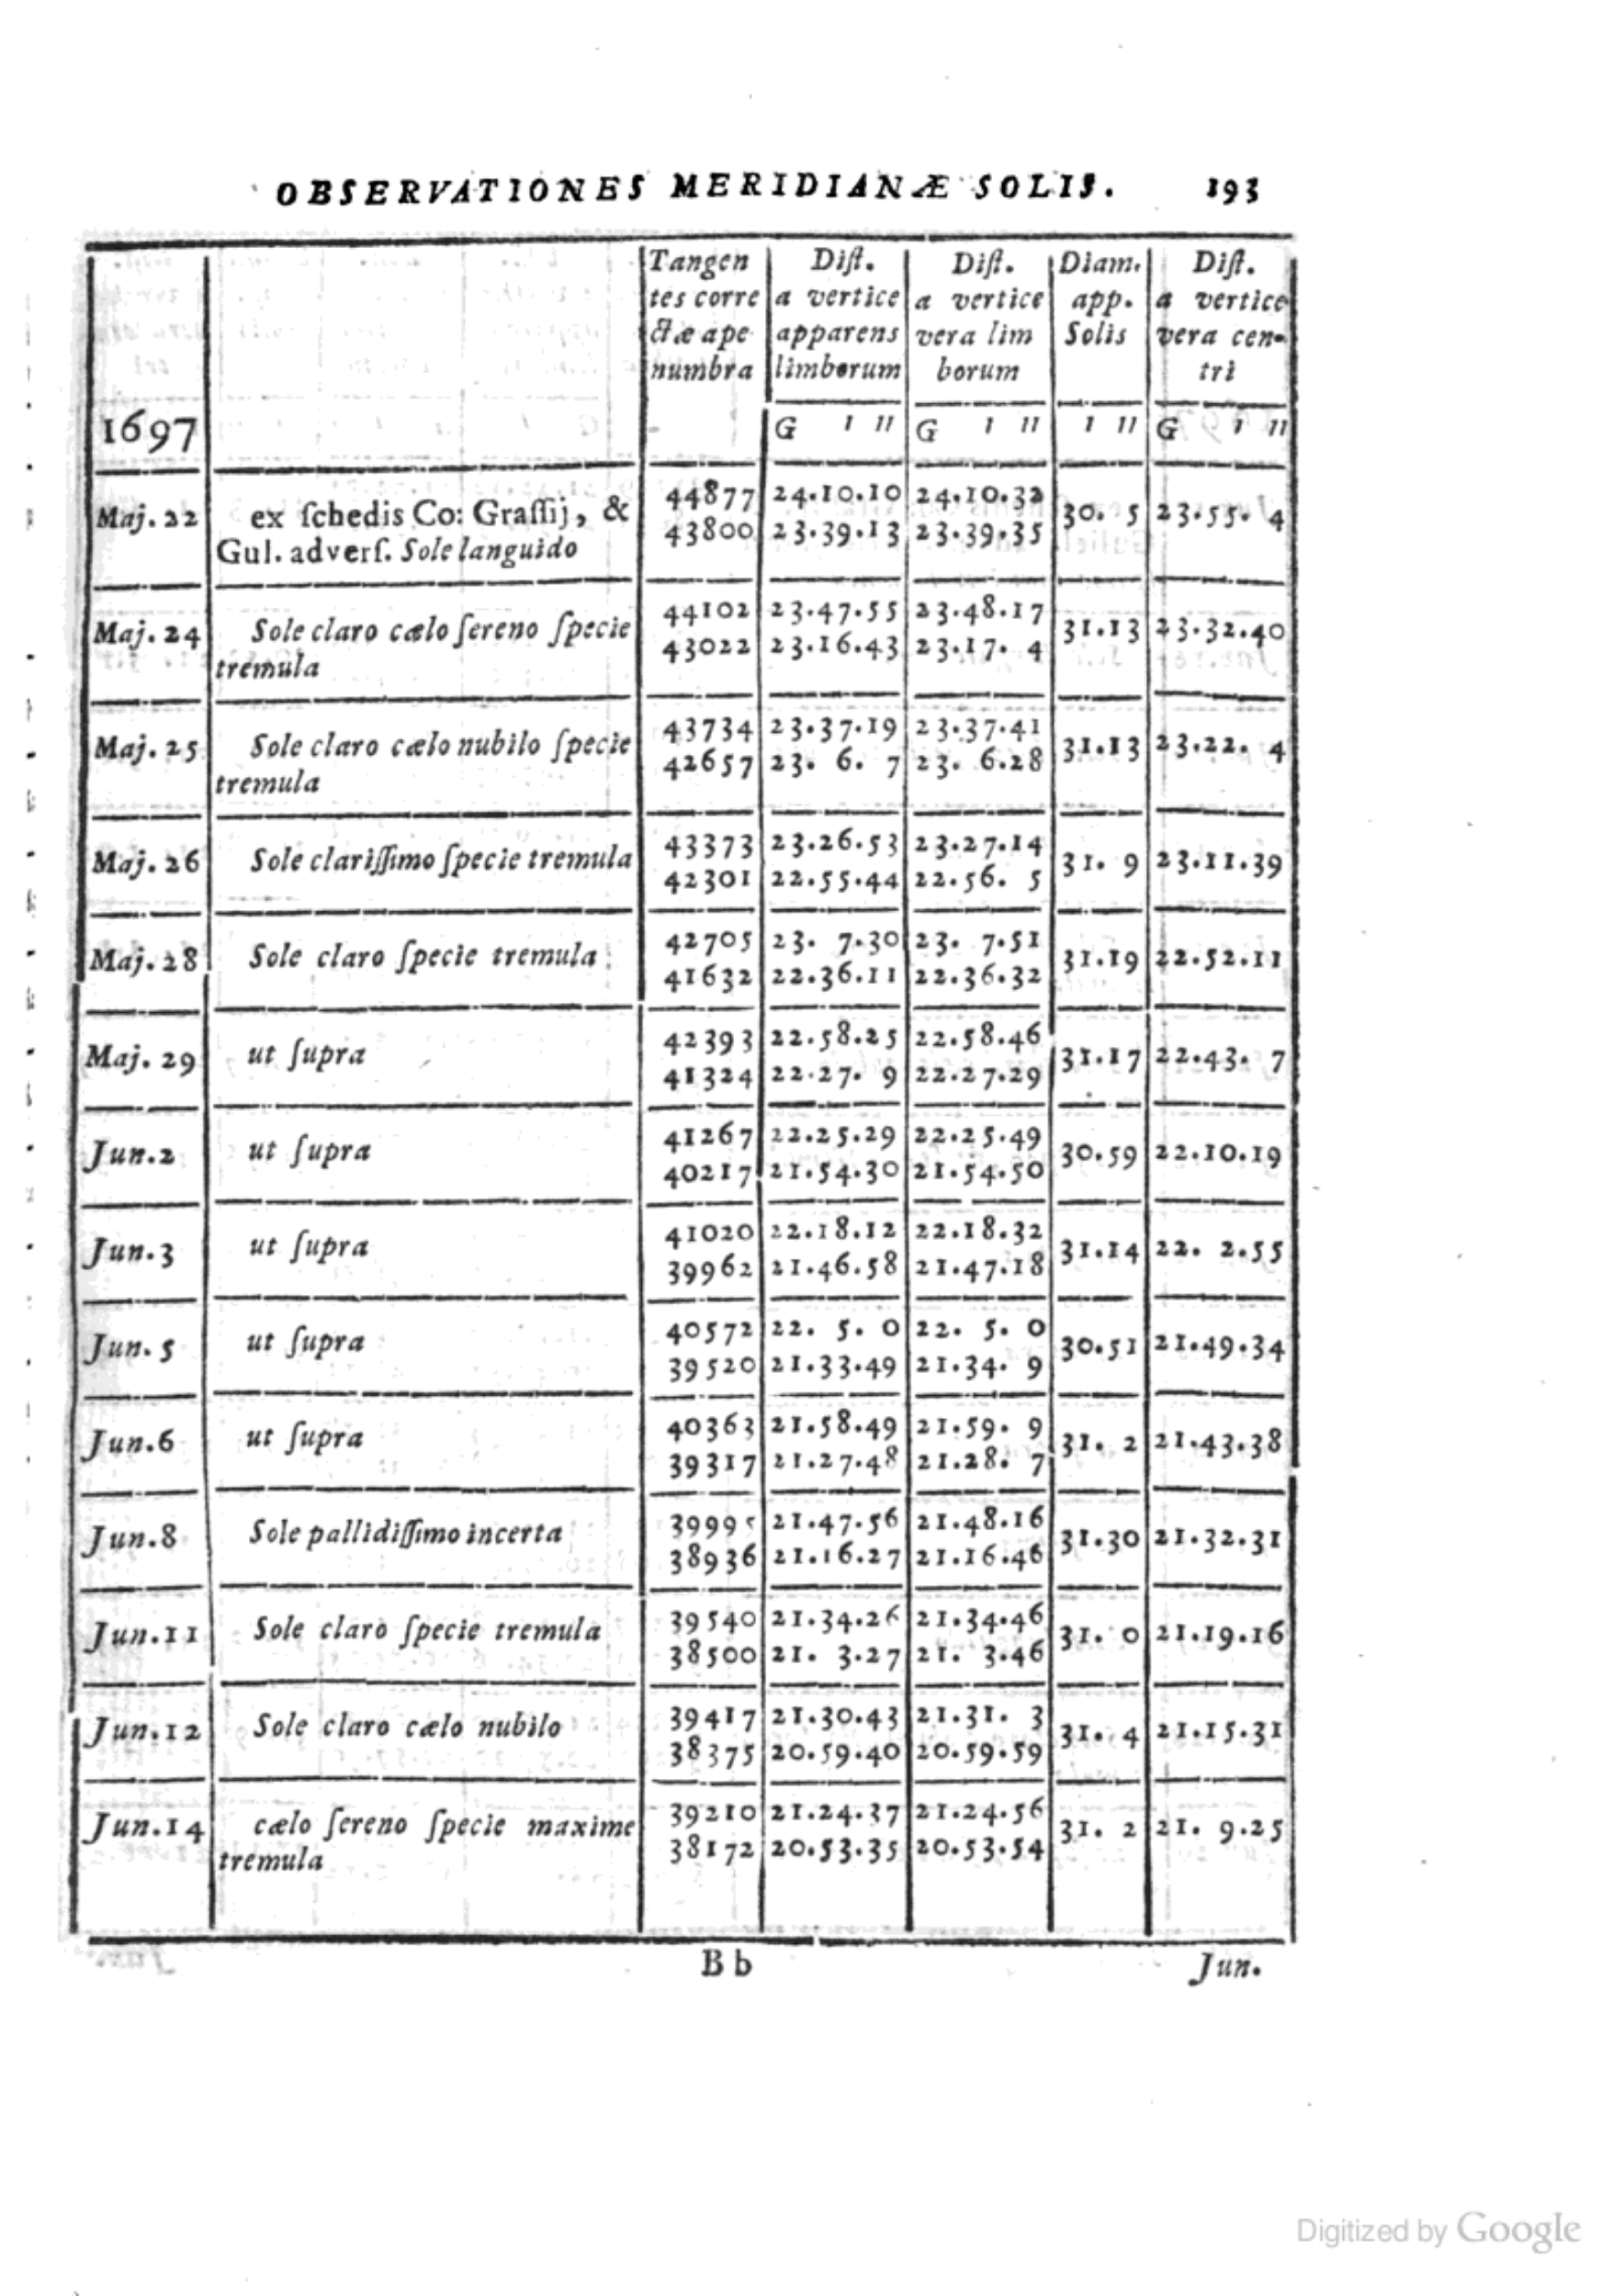 OBSERVATIONES MERIDIANÆ SOLIS. 193
Tangen Diſt. Diſt. Diam. Diſt.
tes corre a vertice a vertice app. a vertice
ctæ ape apparens vera lim Solis vera cen-
numbra limborum borum tri
1697 G I II G I II I II G I II
44877 24.10.10 24.10.32
Maj. 22 ex ſchedis Co: Graſſij, & 30. 5 23.55. 4
43800 23.39.13 23.39.35
Gul. adverſ. Sole languido
44102 23.47.55 23.48.17
Maj. 24 Sole claro cælo ſereno ſpecie 31.13 23.32.40
43022 23.16.43 23.17. 4
tremula
43734 23.37.19 23.37.41
Maj. 25 Sole claro cælo nubilo ſpecie 31.13 23.22. 4
42657 23. 6. 7 23. 6.28
tremula
43373 23.26.53 23.27.14
Maj. 26 Sole clariſſimo ſpecie tremula 31. 9 23.11.39
42301 22.55.44 22.56. 5
42705 23. 7.30 23. 7.51
Maj. 28 Sole claro ſpecie tremula 31.19 22.52.11
41632 22.36.11 22.36.32
42393 22.58.25 22.58.46
Maj. 29 ut ſupra 31.17 22.43. 7
41324 22.27. 9 22.27.29
41267 22.25.29 22.25.49
Jun.2 ut ſupra 30.59 22.10.19
40217 21.54.30 21.54.50
41020 22.18.12 22.18.32
Jun.3 ut ſupra 31.14 22. 2.55
39962 21.46.58 21.47.18
40572 22. 5. 0 22. 5. 0
Jun. 5 ut ſupra 30.51 21.49.34
39520 21.33.49 21.34. 9
40363 21.58.49 21.59. 9
Jun.6 ut ſupra 31. 2 21.43.38
39317 21.27.48 21.28. 7
39995 21.47.56 21.48.16
Jun.8 Sole pallidiſſimo incerta 31.30 21.32.31
38936 21.16.27 21.16.46
39540 21.34.26 21.34.46
Jun.11 Sole claro ſpecie tremula 31. 0 21.19.16
38500 21. 3.27 21. 3.46
39417 21.30.43 21.31. 3
Jun.12 Sole claro cælo nubilo 31. 4 21.15.31
38375 20.59.40 20.59.59
39210 21.24.37 21.24.56
Jun.14 cælo ſereno ſpecie maxime 31. 2 21. 9.25
38172 20.53.35 20.53.54
tremula
B b Jun.
Digitized by Google